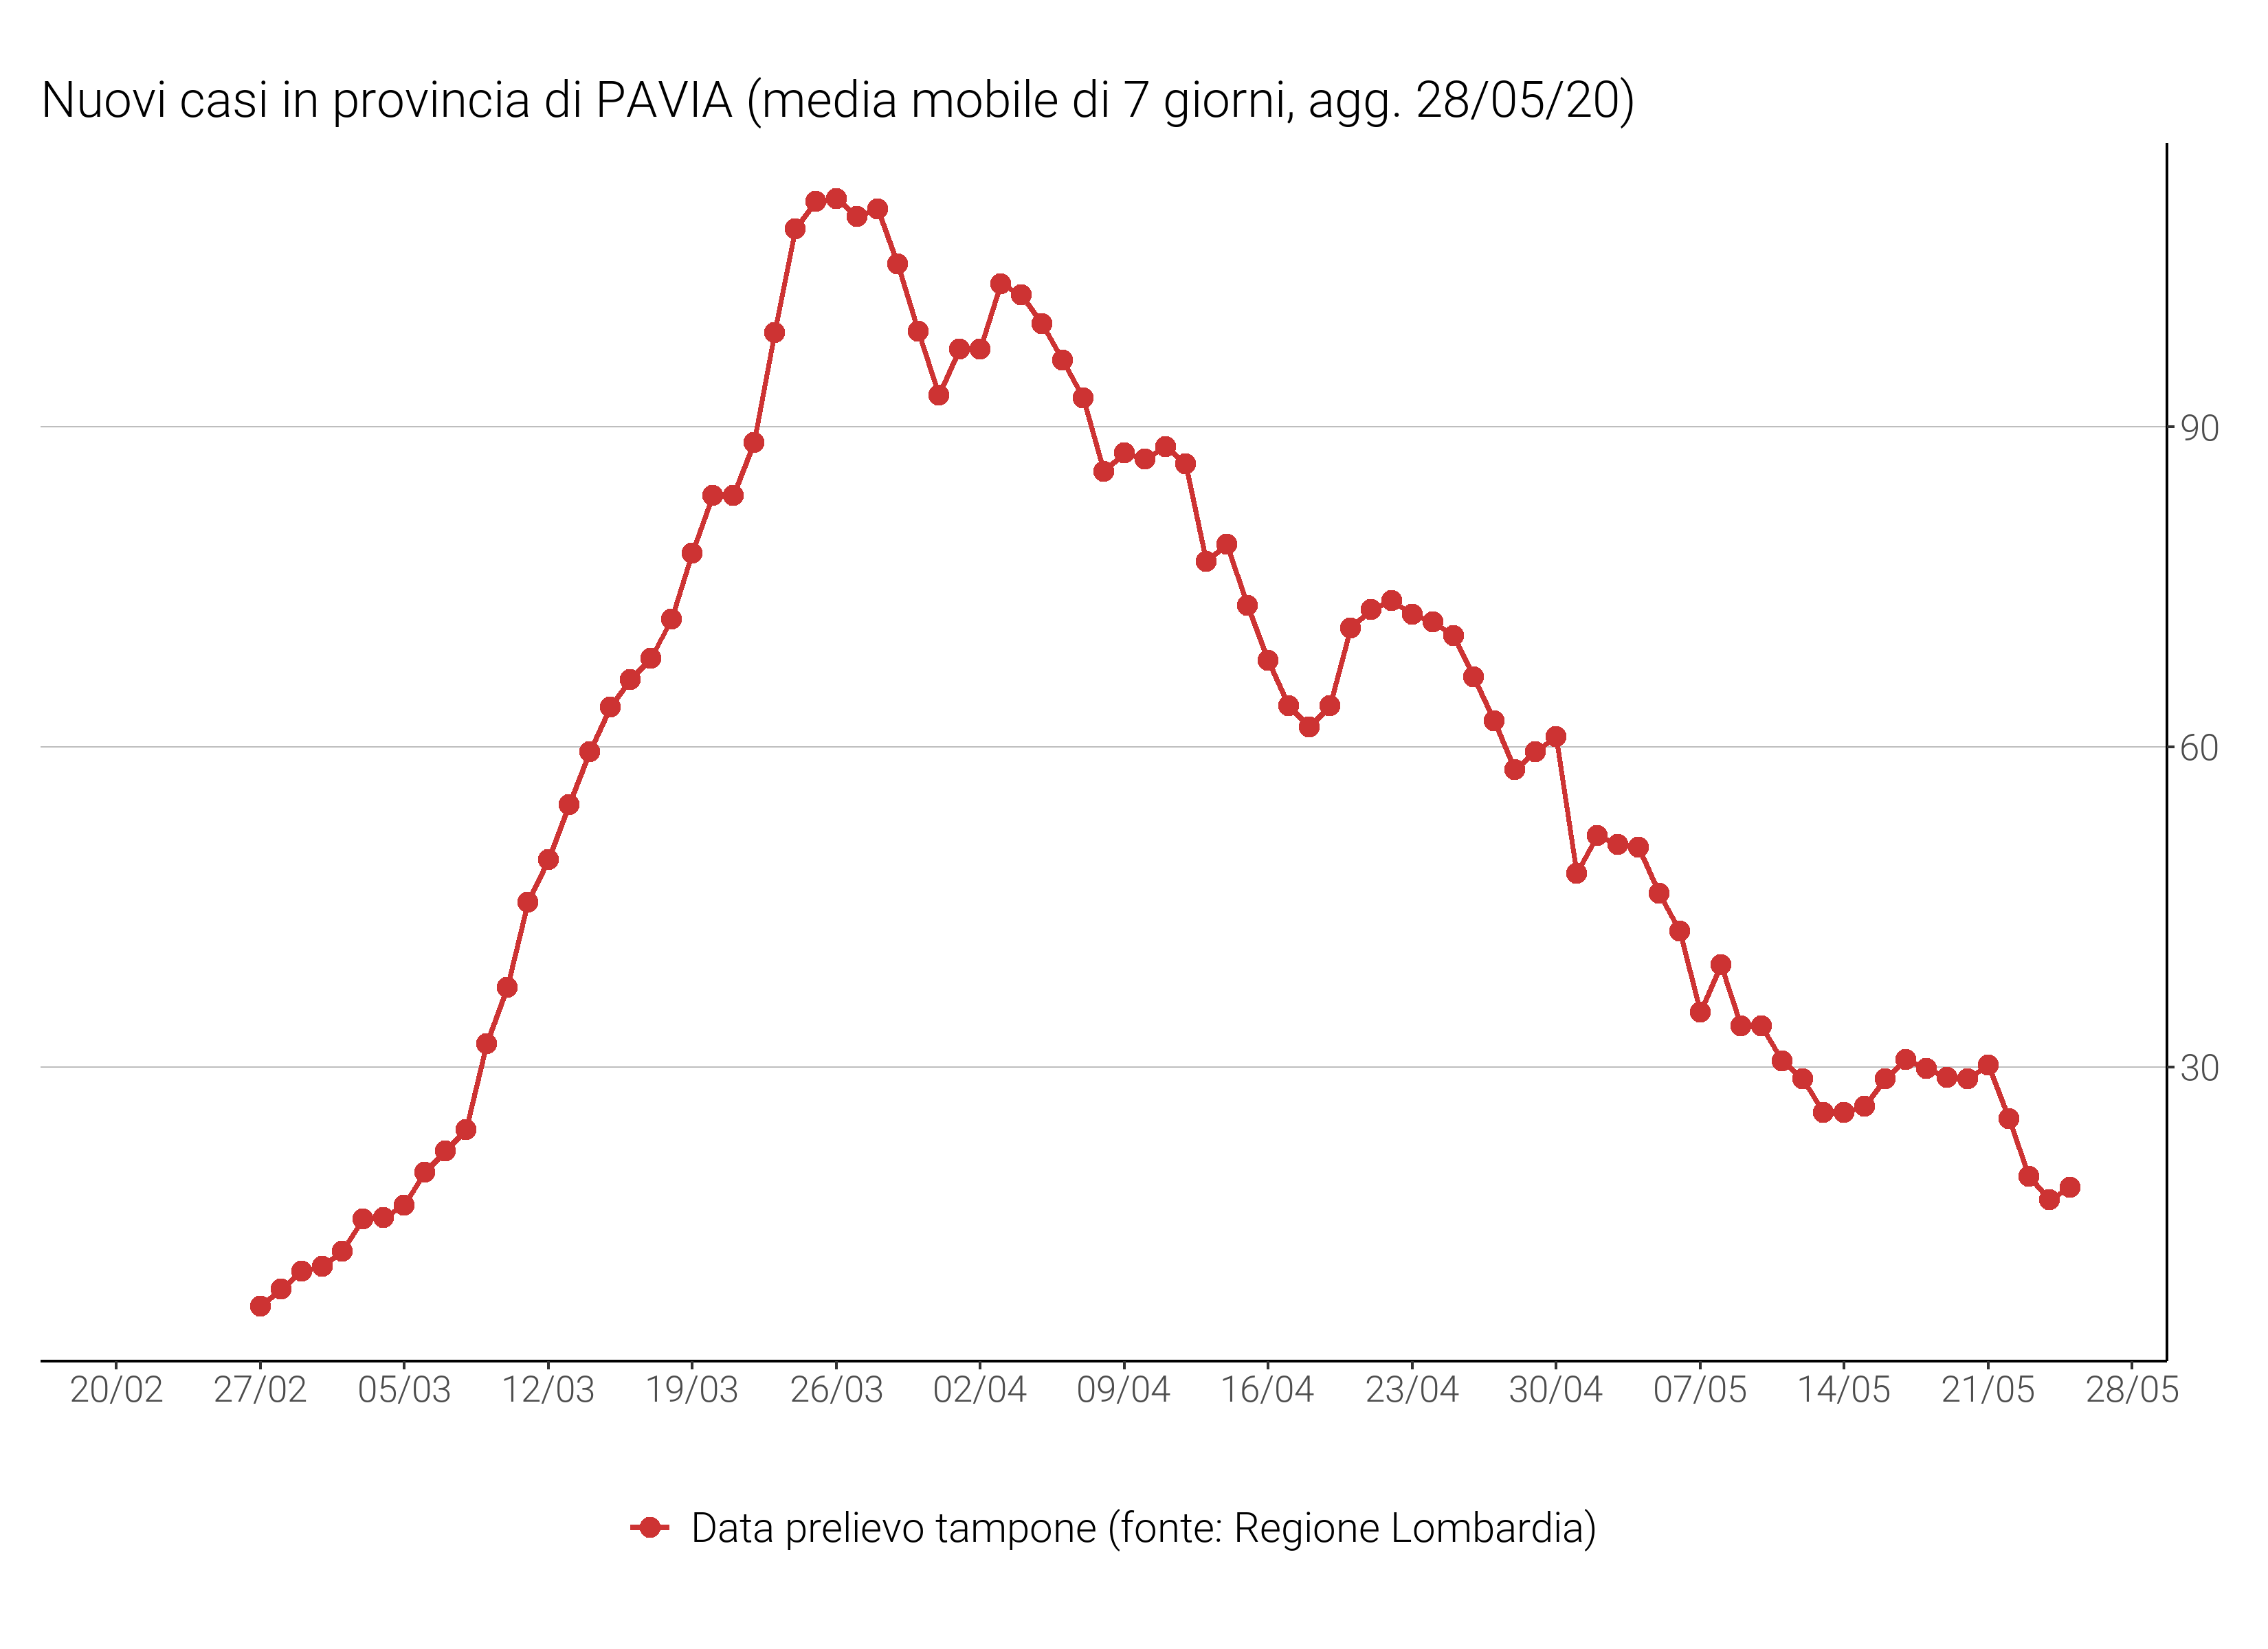 Nuovi casi in provincia di PAVIA (media mobile di 7 giorni, agg. 28/05/20)
90
60
30
20/02 27/02 05/03 12/03 19/03 26/03 02/04 09/04 16/04 23/04 30/04 07/05 14/05 21/05 28/05
Data prelievo tampone (fonte: Regione Lombardia)